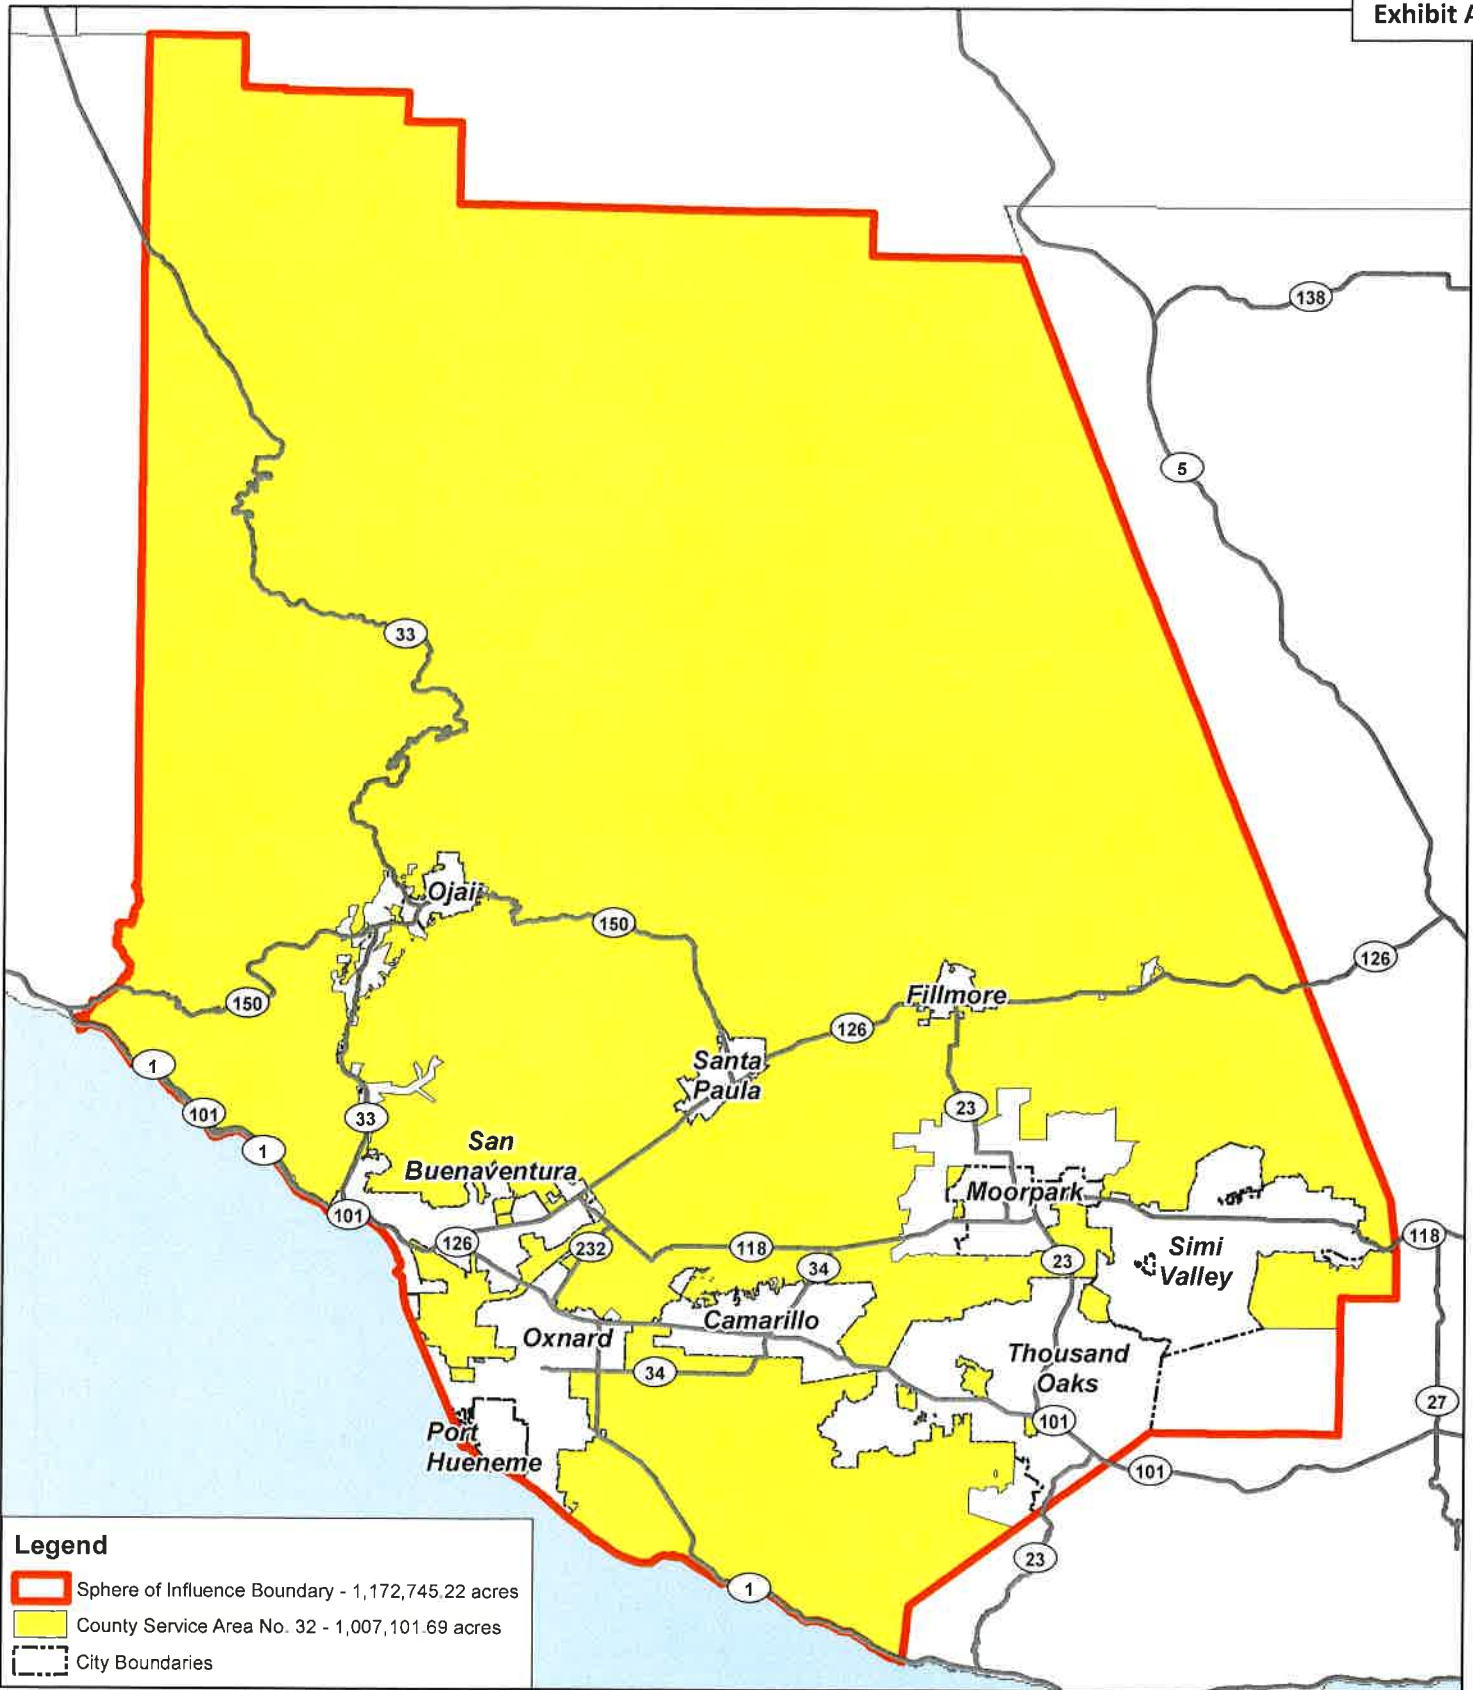 Exhibit A
138
5
33
Ojai
150
126
150
Fillmore
126
Santa
Paula
1
101
33
23
1
San
Buenaventura
Moorpark
101
126
232
118
34
23
Simi
Valley
118
Camarillo
Oxnard
Thousand
Oaks
34
27
101
Port
Hueneme
101
23
1
Legend
Sphere of Influence Boundary - 1,172,745.22 acres
County Service Area No. 32 - 1,007,101.69 acres
City Boundaries